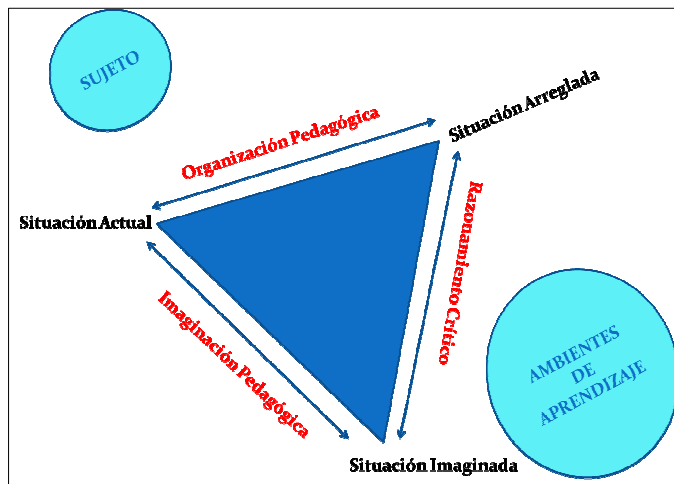 SUJETO
Situación Arreglada
Organización Pedagógica
Situación Actual
Razonamiento Crítico
Imaginación Pedagógica
AMBIENTES
DE
APRENDIZAJE
Situación Imaginada